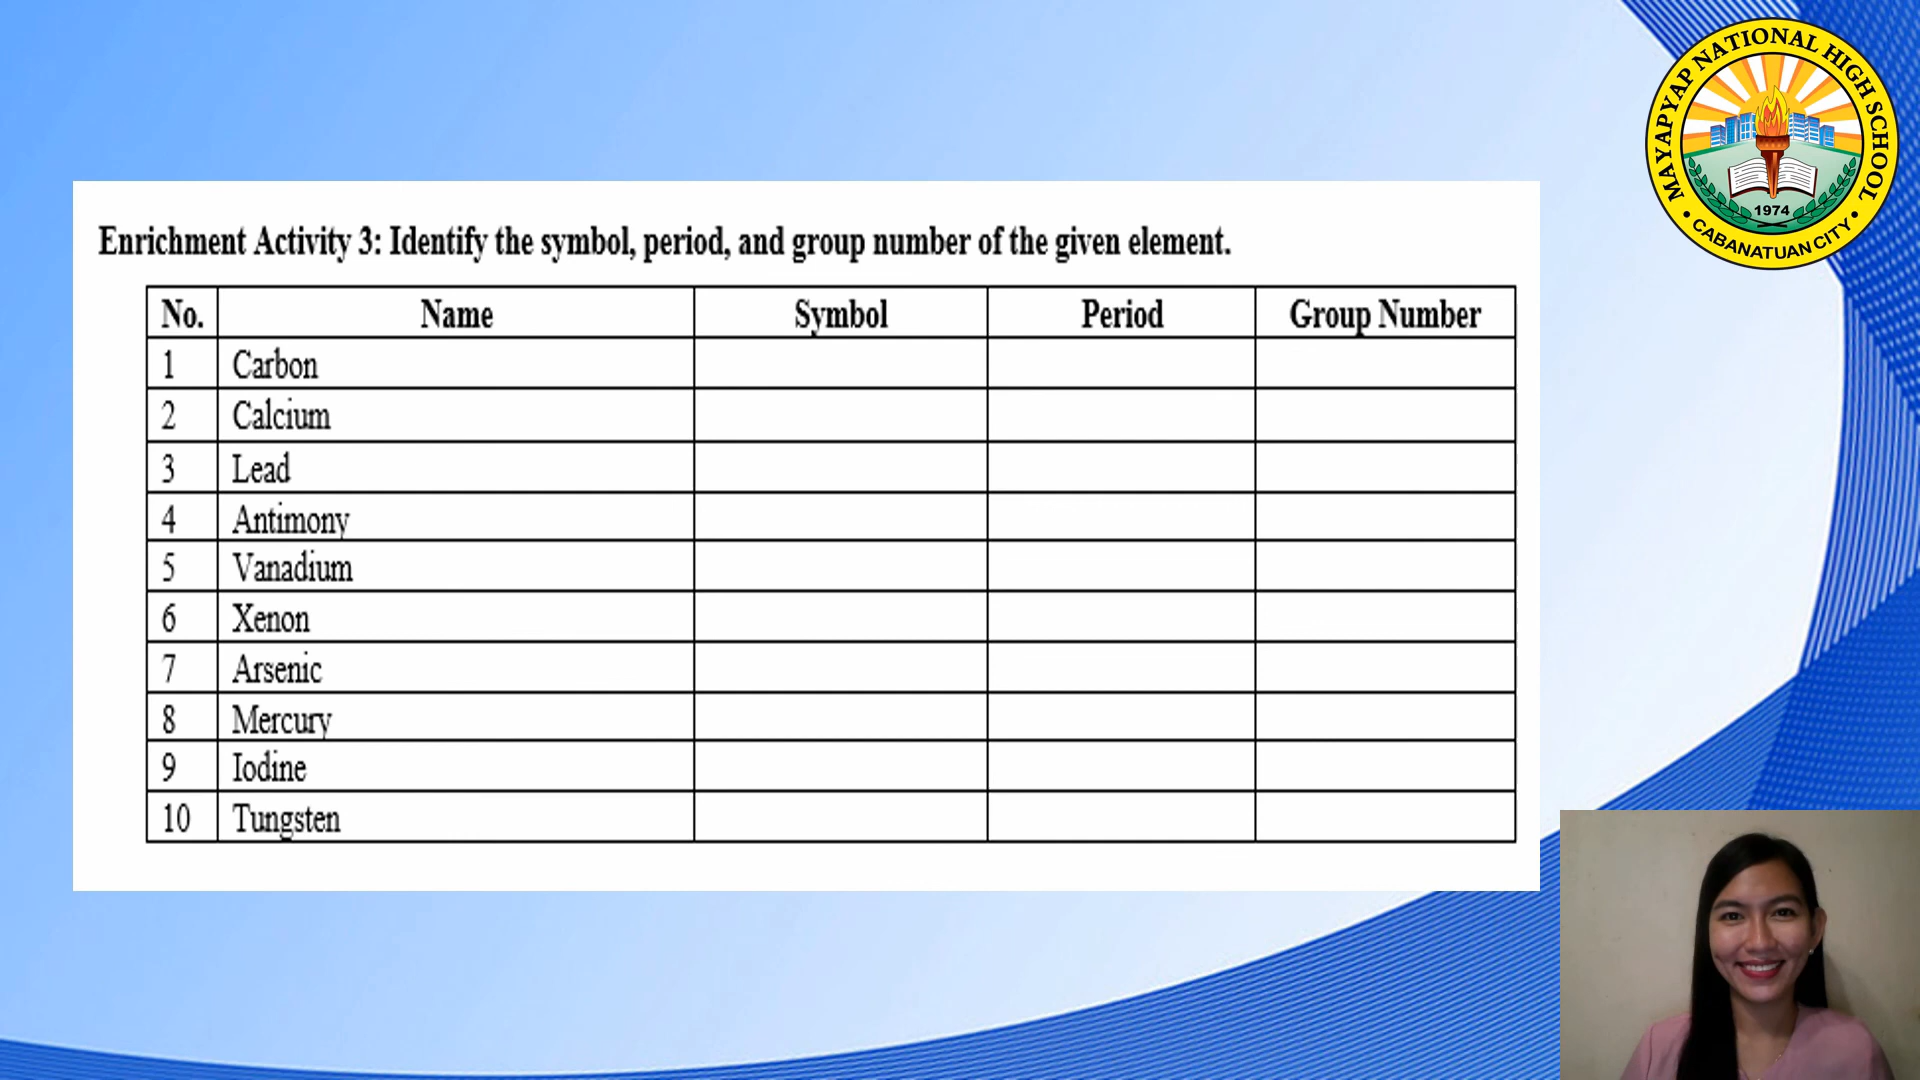 MAYAPYAP NATIONAL HIGH SCHOOL
1974
• CABANATUAN CITY •
Enrichment Activity 3: Identify the symbol, period, and group number of the given element.
No. Name Symbol Period Group Number
1 Carbon
2 Calcium
3 Lead
4 Antimony
5 Vanadium
6 Xenon
7 Arsenic
8 Mercury
9 Iodine
10 Tungsten